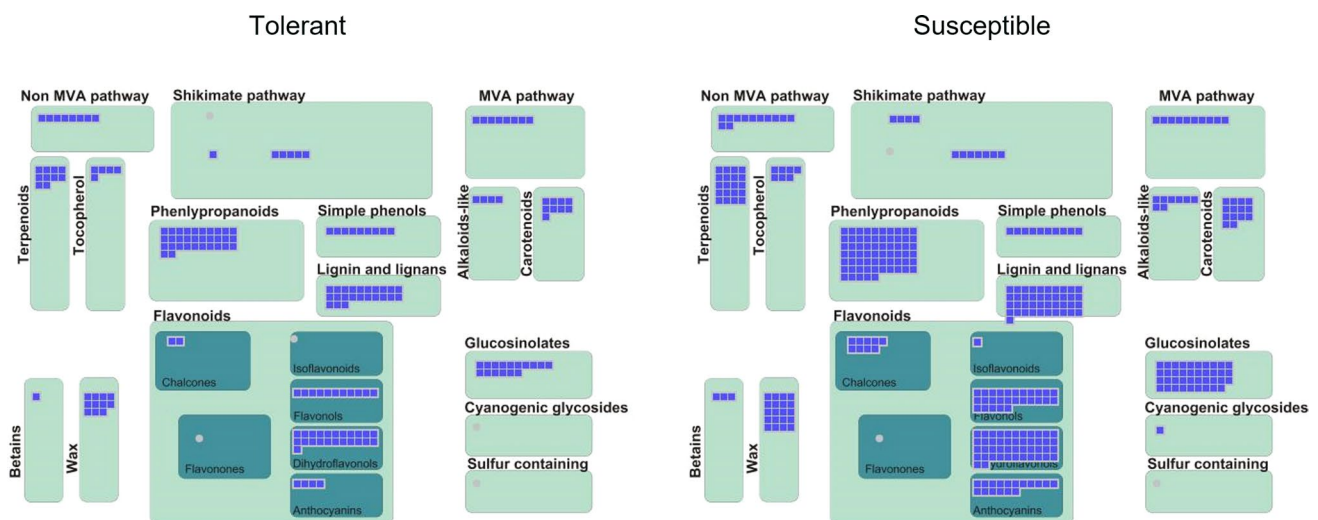 Tolerant
Susceptible
Non MVA pathway
Shikimate pathway
MVA pathway
Terpenoids
Tocopherol
Phenlypropanoids
Simple phenols
Alkaloids-like
Carotenoids
Lignin and lignans
Flavonoids
Chalcones
Isoflavonoids
Flavonols
Flavonones
Dihydroflavonols
Anthocyanins
Glucosinolates
Cyanogenic glycosides
Sulfur containing
Betains
Wax
Non MVA pathway
Shikimate pathway
MVA pathway
Terpenoids
Tocopherol
Phenlypropanoids
Simple phenols
Alkaloids-like
Carotenoids
Lignin and lignans
Flavonoids
Chalcones
Isoflavonoids
Flavonols
Flavonones
ydroflavonols
Anthocyanins
Glucosinolates
Cyanogenic glycosides
Sulfur containing
Betains
Wax